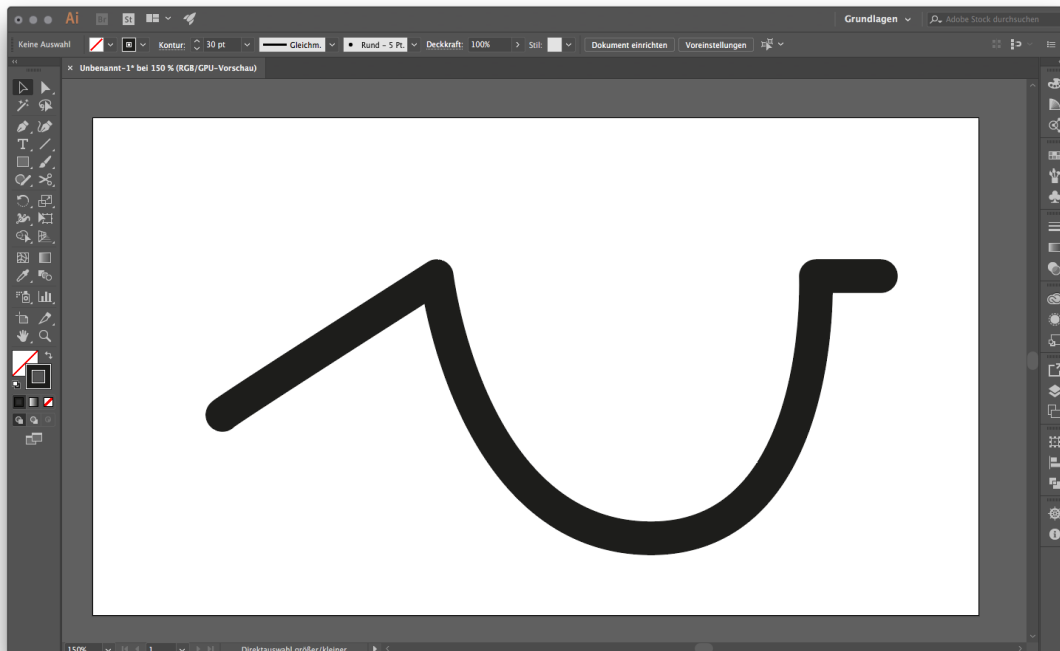 Ai Br St Grundlagen Adobe Stock durchsuchen
Keine Auswahl Kontur: 30 pt Gleichm. Rund - 5 Pt. Deckkraft: 100% Stil: Dokument einrichten Voreinstellungen
× Unbenannt-1* bei 150 % (RGB/GPU-Vorschau)
150% 1 Direktauswahl größer/kleiner